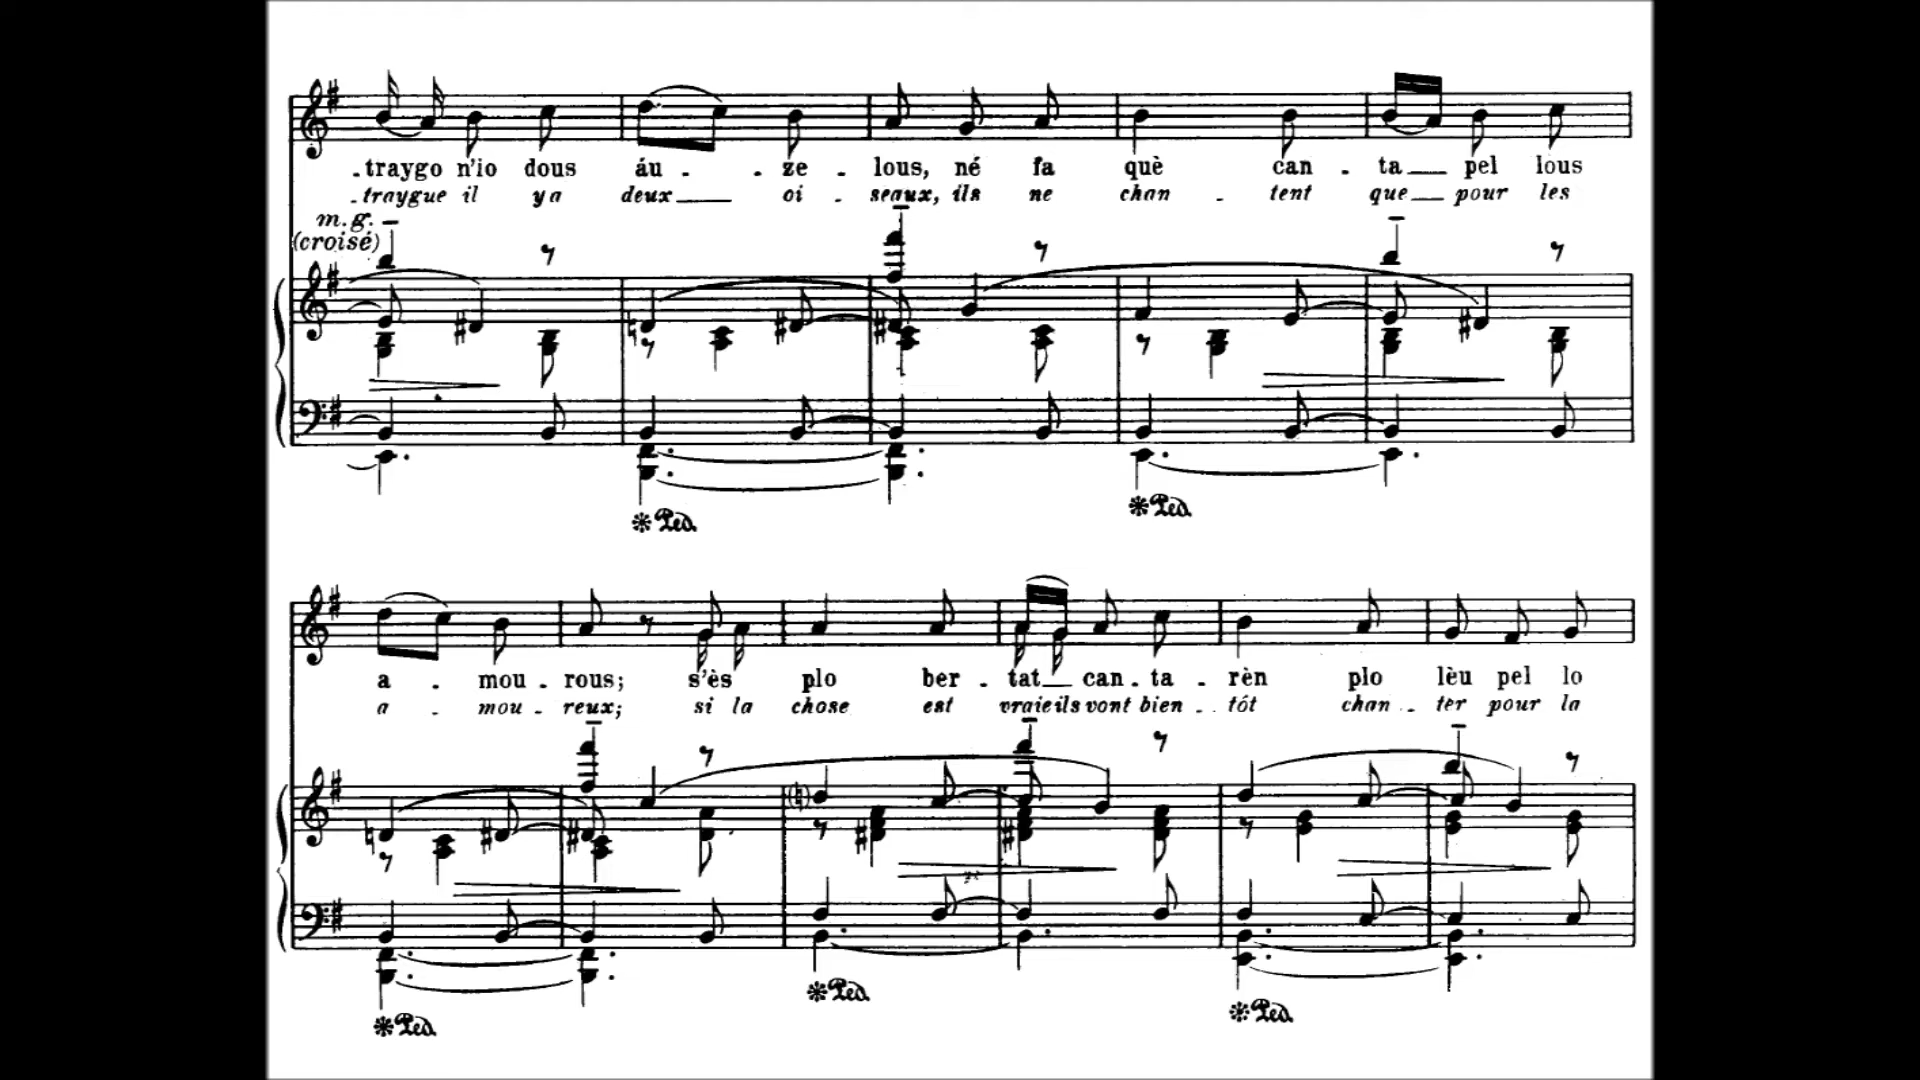 . traygo n'io dous áu - . ze . lous, né fa què can . ta pel lous
. traygue il ya deux oi . seaux, ils ne chan . tent que pour les
m.g.
(croisé)
Ped. Ped.
a . mou . rous; s'ès plo ber . tat can . ta . rèn plo lèu pel lo
a . mou . reux; si la chose est vraie ils vont bien . tôt chan . ter pour la
Ped. Ped. Ped.